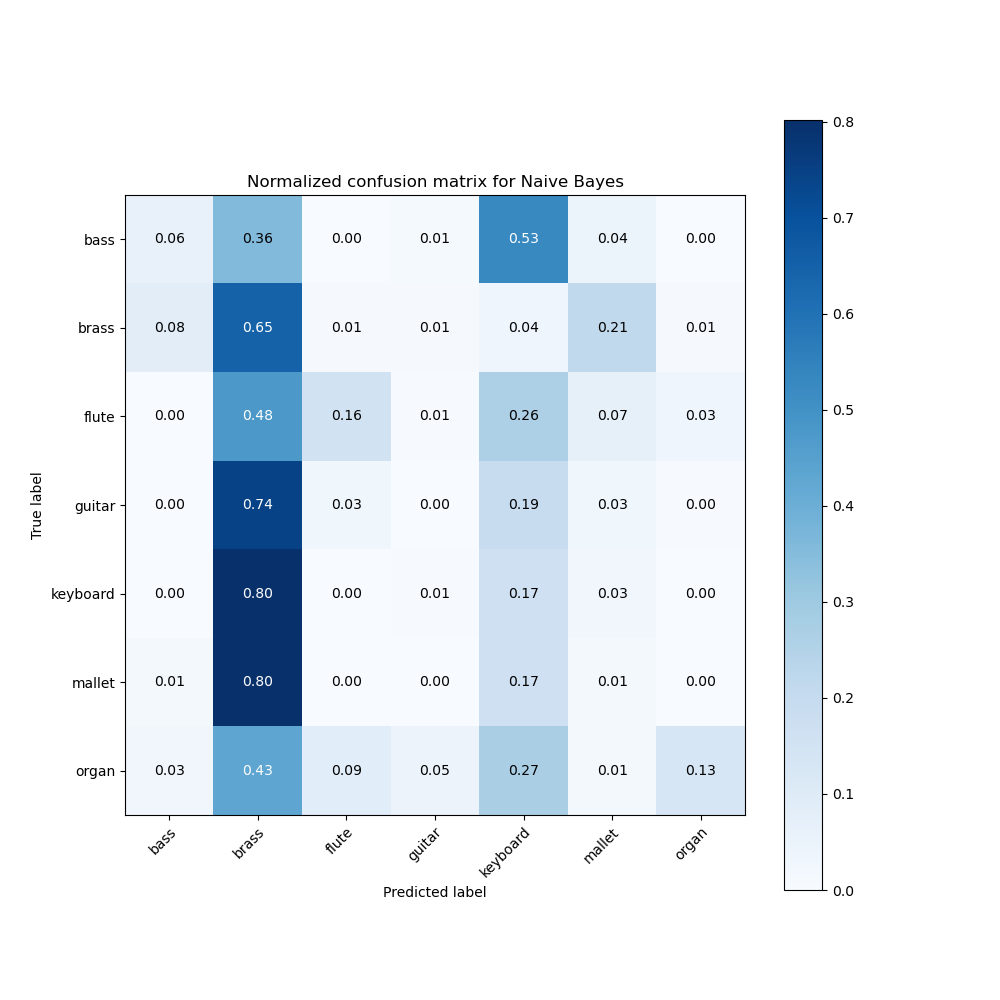 Normalized confusion matrix for Naive Bayes
bass 0.06 0.36 0.00 0.01 0.53 0.04 0.00
brass 0.08 0.65 0.01 0.01 0.04 0.21 0.01
flute 0.00 0.48 0.16 0.01 0.26 0.07 0.03
guitar 0.00 0.74 0.03 0.00 0.19 0.03 0.00
keyboard 0.00 0.80 0.00 0.01 0.17 0.03 0.00
mallet 0.01 0.80 0.00 0.00 0.17 0.01 0.00
organ 0.03 0.43 0.09 0.05 0.27 0.01 0.13
True label
bass brass flute guitar keyboard mallet organ
Predicted label
0.8
0.7
0.6
0.5
0.4
0.3
0.2
0.1
0.0